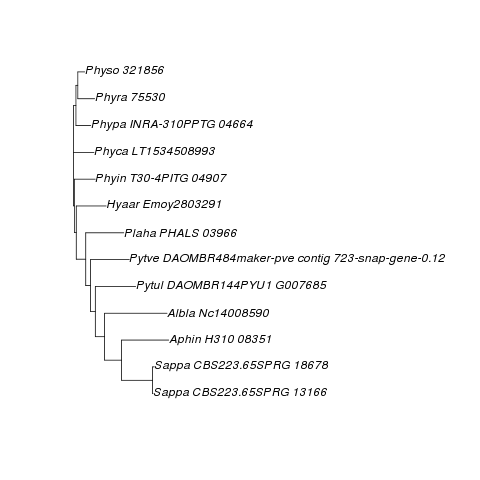 Physo 321856
Phyra 75530
Phypa INRA-310PPTG 04664
Phyca LT1534508993
Phyin T30-4PITG 04907
Hyaar Emoy2803291
Plaha PHALS 03966
Pytve DAOMBR484maker-pve contig 723-snap-gene-0.12
Pytul DAOMBR144PYU1 G007685
Albla Nc14008590
Aphin H310 08351
Sappa CBS223.65SPRG 18678
Sappa CBS223.65SPRG 13166